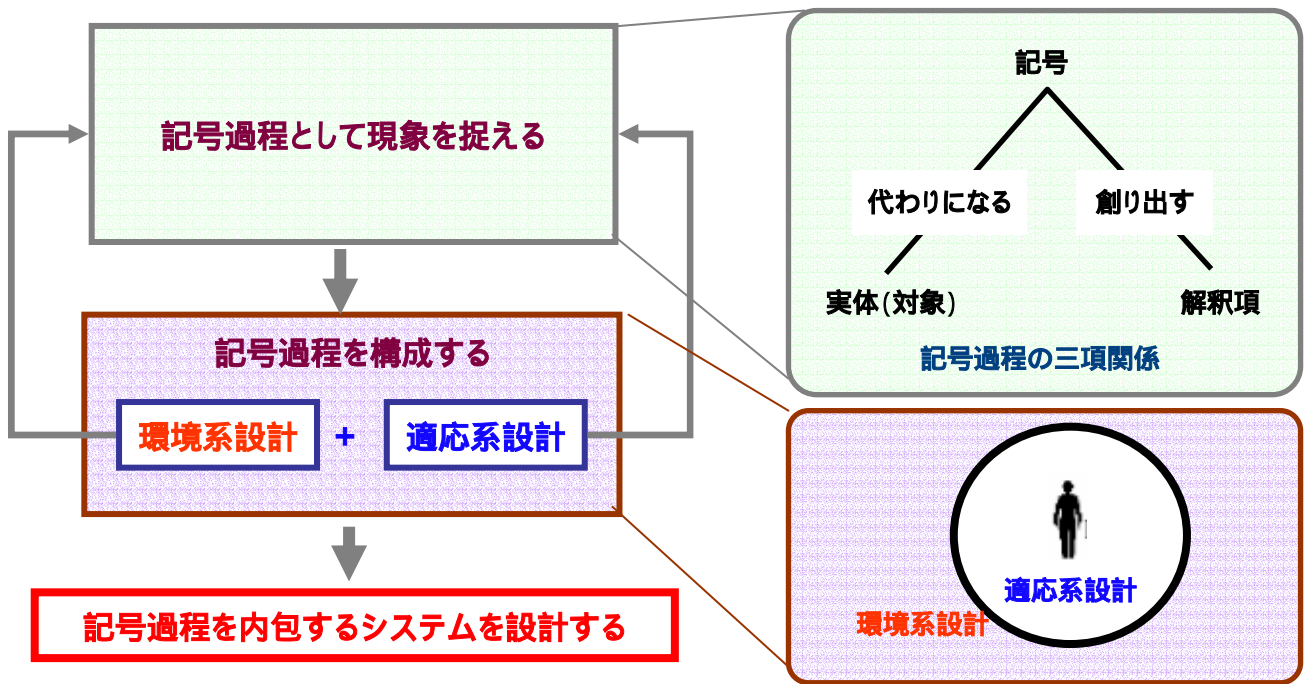 記号過程として現象を捉える
記号過程を構成する
環境系設計 + 適応系設計
記号過程を内包するシステムを設計する
記号
代わりになる 創り出す
実体(対象) 解釈項
記号過程の三項関係
適応系設計
環境系設計